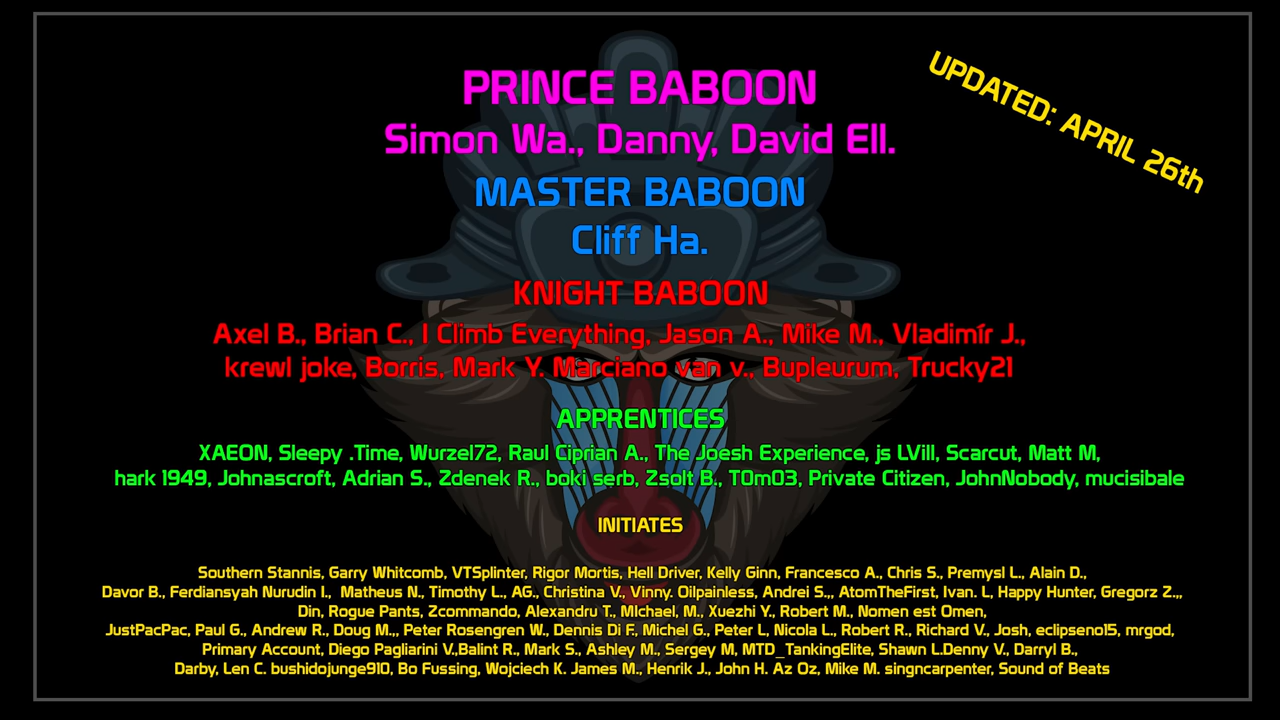 PRINCE BABOON
UPDATED: APRIL 26th
Simon Wa., Danny, David Ell.
MASTER BABOON
Cliff Ha.
KNIGHT BABOON
Axel B., Brian C., I Climb Everything, Jason A., Mike M., Vladimír J.,
krewl joke, Borris, Mark Y. Marciano van v., Bupleurum, Trucky21
APPRENTICES
XAEON, Sleepy .Time, Wurzel72, Raul Ciprian A., The Joesh Experience, js LVill, Scarcut, Matt M,
hark 1949, Johnascroft, Adrian S., Zdenek R., boki serb, Zsolt B., T0m03, Private Citizen, JohnNobody, mucisibale
INITIATES
Southern Stannis, Garry Whitcomb, VTSplinter, Rigor Mortis, Hell Driver, Kelly Ginn, Francesco A., Chris S., Premysl L., Alain D.,
Davor B., Ferdiansyah Nurudin I.,  Matheus N., Timothy L., AG., Christina V., Vinny. Oilpainless, Andrei S.,, AtomTheFirst, Ivan. L, Happy Hunter, Gregorz Z.,,
Din, Rogue Pants, Zcommando, Alexandru T., MIchael, M., Xuezhi Y., Robert M., Nomen est Omen,
JustPacPac, Paul G., Andrew R., Doug M.,, Peter Rosengren W., Dennis Di F., Michel G., Peter L, Nicola L., Robert R., Richard V., Josh, eclipseno15, mrgod,
Primary Account, Diego Pagliarini V.,Balint R., Mark S., Ashley M., Sergey M, MTD_TankingElite, Shawn L.Denny V., Darryl B.,
Darby, Len C. bushidojunge910, Bo Fussing, Wojciech K. James M., Henrik J., John H. Az Oz, Mike M. singncarpenter, Sound of Beats